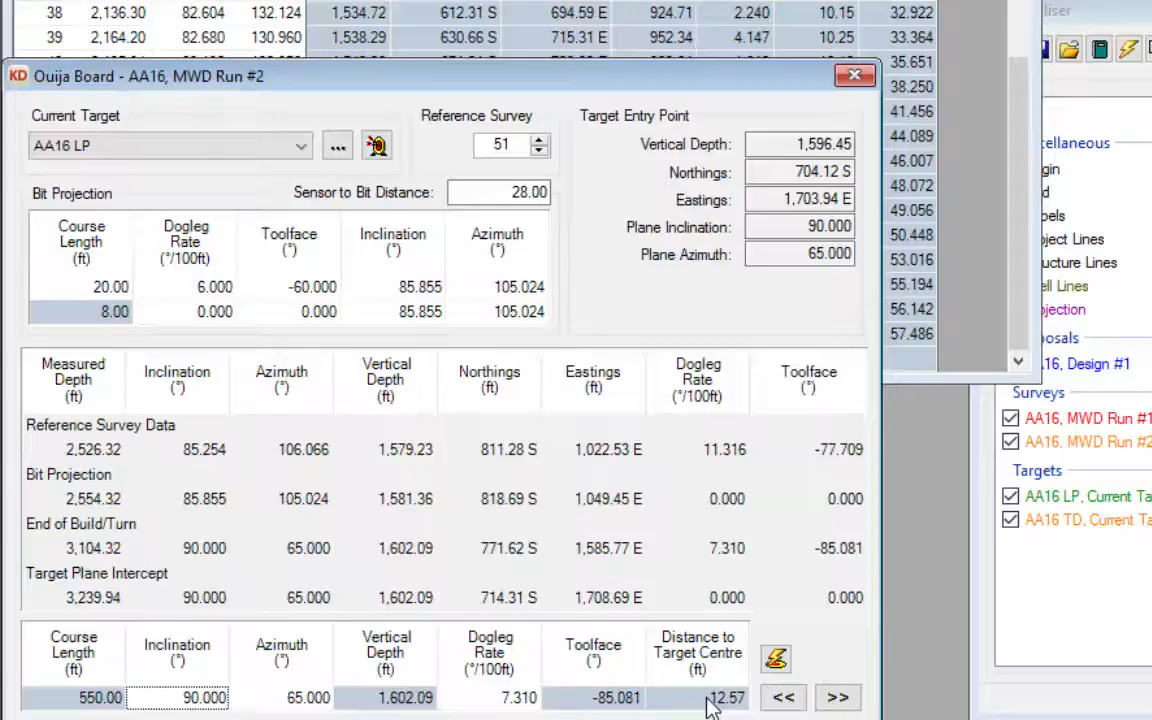 38 2,136.30 82.604 132.124 1,534.72 612.31 S 694.59 E 924.71 2.240 10.15 32.922
39 2,164.20 82.680 130.960 1,538.29 630.66 S 715.31 E 952.34 4.147 10.25 33.364
35.651
38.250
41.456
44.089
46.007
48.072
49.056
50.448
53.016
55.194
56.142
57.486
KD Ouija Board - AA16, MWD Run #2
Current Target Reference Survey Target Entry Point
AA16 LP ... 51 Vertical Depth: 1,596.45
Northings: 704.12 S
Bit Projection Sensor to Bit Distance: 28.00 Eastings: 1,703.94 E
Plane Inclination: 90.000
Plane Azimuth: 65.000
Course Length (ft) Dogleg Rate (°/100ft) Toolface (°) Inclination (°) Azimuth (°)
20.00 6.000 -60.000 85.855 105.024
8.00 0.000 0.000 85.855 105.024
Measured Depth (ft) Inclination (°) Azimuth (°) Vertical Depth (ft) Northings (ft) Eastings (ft) Dogleg Rate (°/100ft) Toolface (°)
Reference Survey Data
2,526.32 85.254 106.066 1,579.23 811.28 S 1,022.53 E 11.316 -77.709
Bit Projection
2,554.32 85.855 105.024 1,581.36 818.69 S 1,049.45 E 0.000 0.000
End of Build/Turn
3,104.32 90.000 65.000 1,602.09 771.62 S 1,585.77 E 7.310 -85.081
Target Plane Intercept
3,239.94 90.000 65.000 1,602.09 714.31 S 1,708.69 E 0.000 0.000
Course Length (ft) Inclination (°) Azimuth (°) Vertical Depth (ft) Dogleg Rate (°/100ft) Toolface (°) Distance to Target Centre (ft)
550.00 90.000 65.000 1,602.09 7.310 -85.081 12.57 << >>
liser
cellaneous
gin
d
bels
ject Lines
ucture Lines
ell Lines
jection
posals
16, Design #1
Surveys
AA16, MWD Run #1
AA16, MWD Run #2
Targets
AA16 LP, Current Ta
AA16 TD, Current Ta